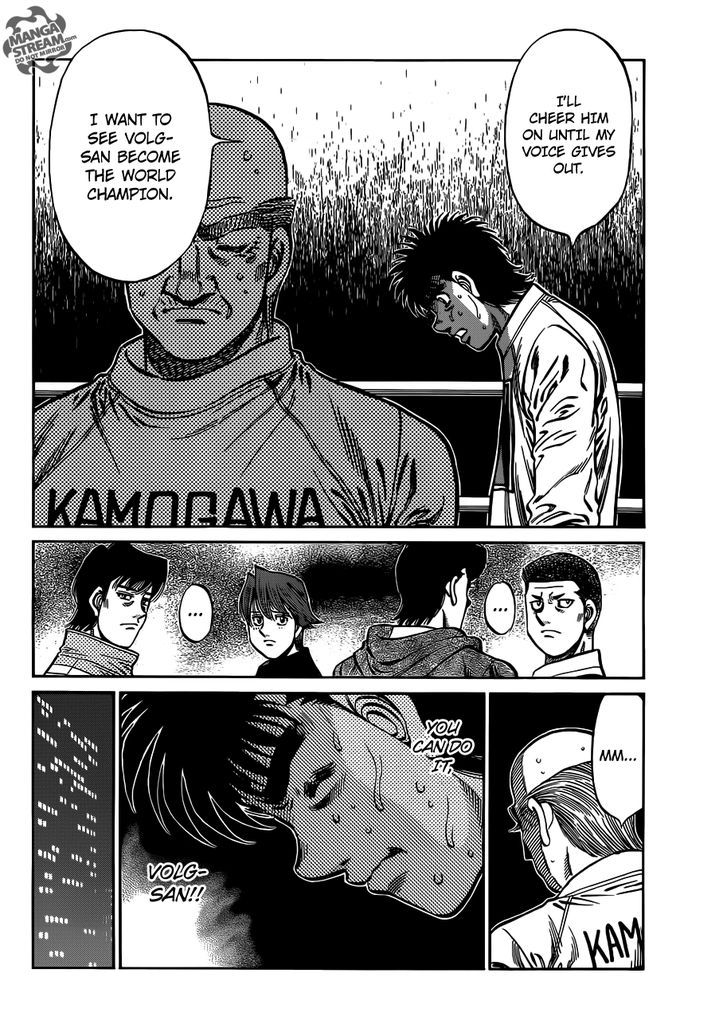 MANGA
STREAM.com
DO NOT MIRROR
I'LL
CHEER HIM
ON UNTIL MY
VOICE GIVES
OUT.
I WANT TO
SEE VOLG-
SAN BECOME
THE WORLD
CHAMPION.
KAMOGAWA
...
...
MM...
KAM
YOU
CAN DO
IT,
VOLG-
SAN!!